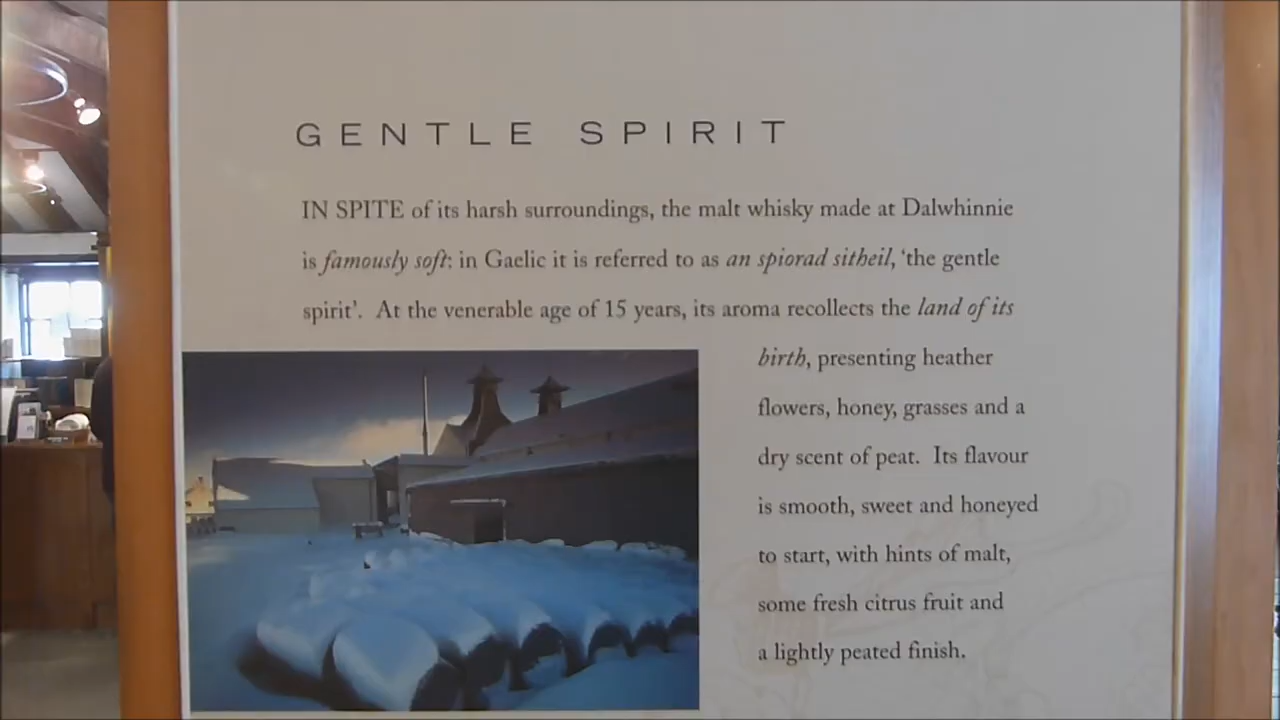 GENTLE SPIRIT
IN SPITE of its harsh surroundings, the malt whisky made at Dalwhinnie
is famously soft: in Gaelic it is referred to as an spiorad sitheil, ‘the gentle
spirit’. At the venerable age of 15 years, its aroma recollects the land of its
birth, presenting heather
flowers, honey, grasses and a
dry scent of peat. Its flavour
is smooth, sweet and honeyed
to start, with hints of malt,
some fresh citrus fruit and
a lightly peated finish.